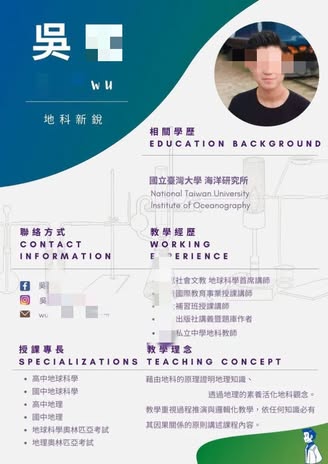 吳
wu
地科新銳
相關學歷
EDUCATION BACKGROUND
國立臺灣大學 海洋研究所
National Taiwan University
Institute of Oceanography
聯絡方式
CONTACT
INFORMATION
吳
吳
wu
教學經歷
WORKING
EXPERIENCE
社會文教 地球科學首席講師
國際教育事業授課講師
補習班授課講師
出版社講義暨題庫作者
私立中學地科教師
授課專長
SPECIALIZATIONS
高中地球科學
國中地球科學
高中地理
國中地理
地球科學奧林匹亞考試
地理奧林匹亞考試
教學理念
TEACHING CONCEPT
藉由地科的原理證明地理知識、
透過地理的素養活化地科觀念。
教學重視過程推演與邏輯化教學，依任何知識必有
其因果關係的原則講述課程內容。